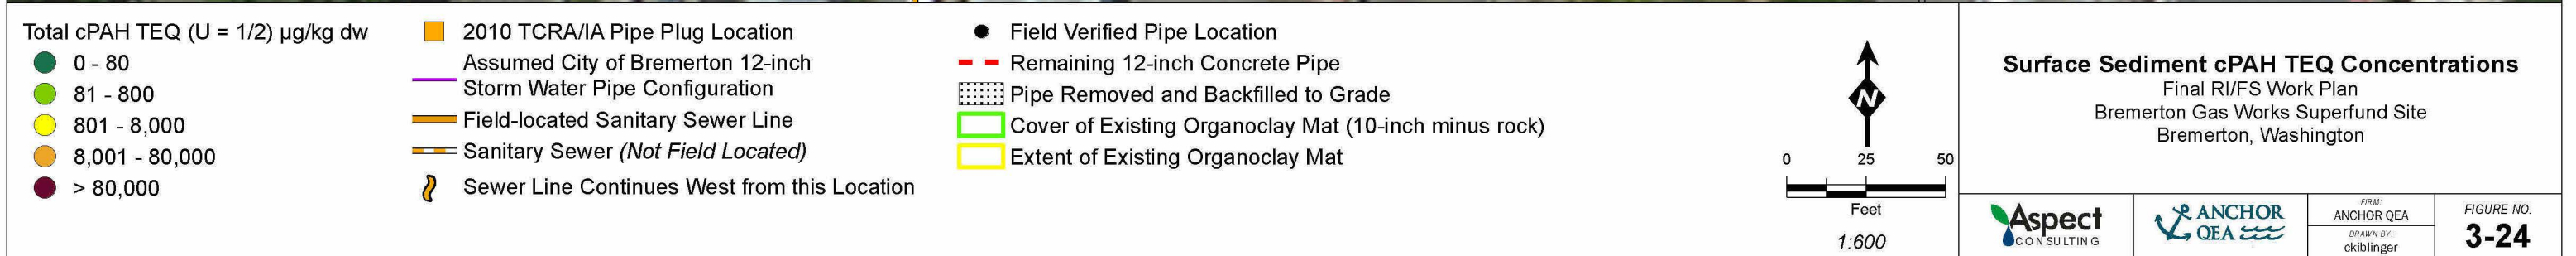 Total cPAH TEQ (U = 1/2) µg/kg dw
0 - 80
81 - 800
801 - 8,000
8,001 - 80,000
> 80,000
2010 TCRA/IA Pipe Plug Location
Assumed City of Bremerton 12-inch
Storm Water Pipe Configuration
Field-located Sanitary Sewer Line
Sanitary Sewer (Not Field Located)
Sewer Line Continues West from this Location
Field Verified Pipe Location
Remaining 12-inch Concrete Pipe
Pipe Removed and Backfilled to Grade
Cover of Existing Organoclay Mat (10-inch minus rock)
Extent of Existing Organoclay Mat
N
0 25 50
Feet
1:600
Surface Sediment cPAH TEQ Concentrations
Final RI/FS Work Plan
Bremerton Gas Works Superfund Site
Bremerton, Washington
Aspect
CONSULTING
ANCHOR
QEA
FIRM:
ANCHOR QEA
DRAWN BY:
ckiblinger
FIGURE NO.
3-24